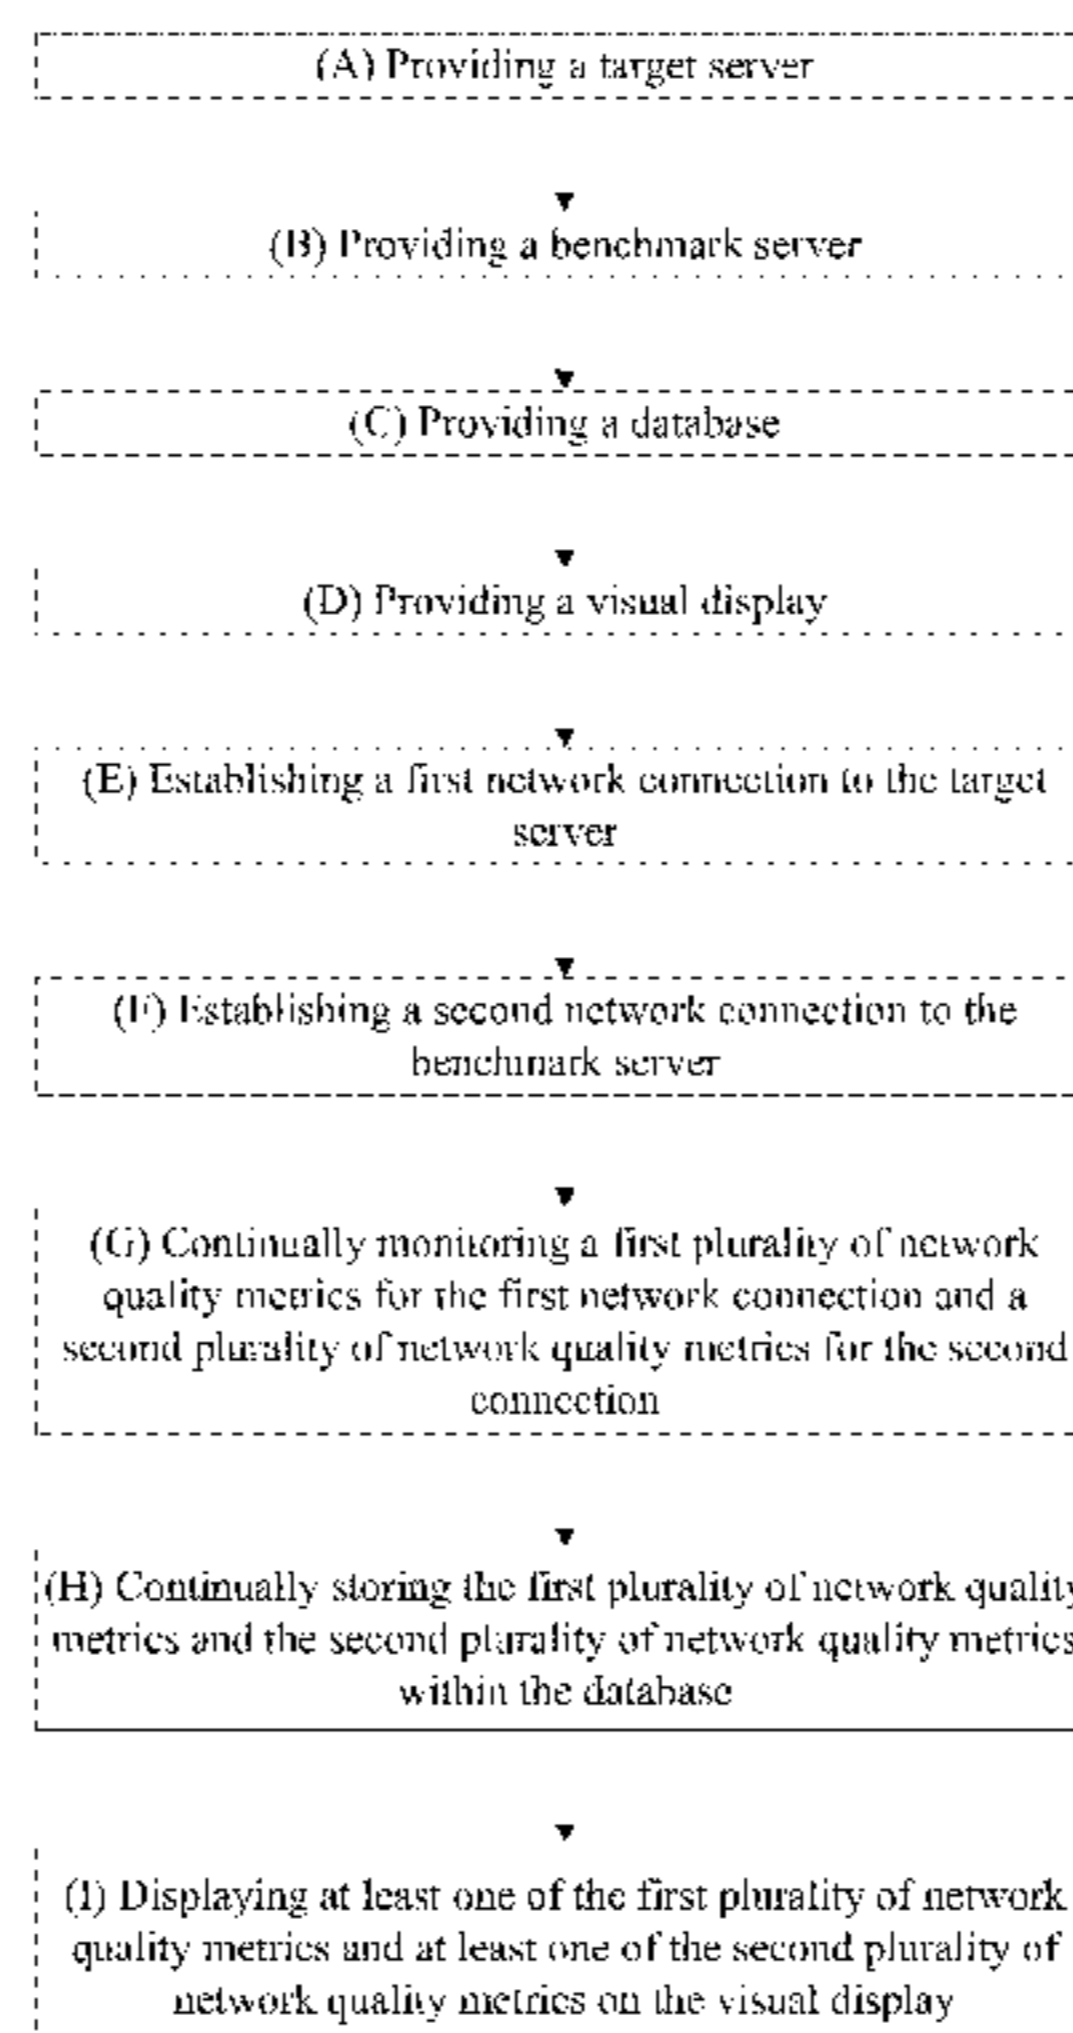 (A) Providing a target server
(B) Providing a benchmark server
(C) Providing a database
(D) Providing a visual display
(E) Establishing a first network connection to the target
server
(F) Establishing a second network connection to the
benchmark server
(G) Continually monitoring a first plurality of network
quality metrics for the first network connection and a
second plurality of network quality metrics for the second
connection
(H) Continually storing the first plurality of network quality
metrics and the second plurality of network quality metrics
within the database
(I) Displaying at least one of the first plurality of network
quality metrics and at least one of the second plurality of
network quality metrics on the visual display